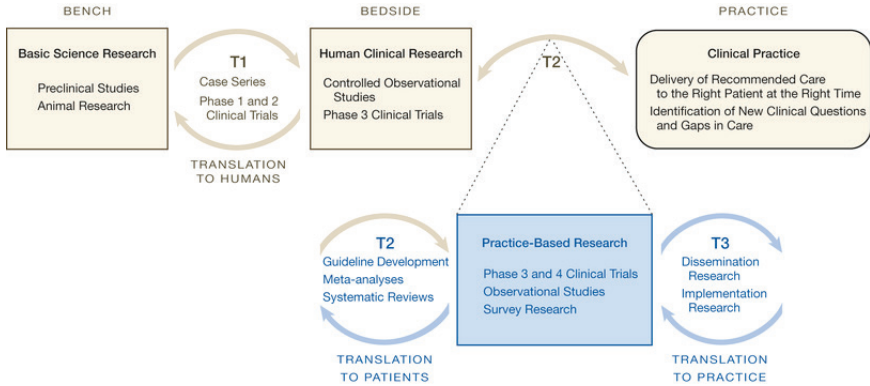 BENCH
BEDSIDE
PRACTICE
Basic Science Research
Preclinical Studies
Animal Research
T1
Case Series
Phase 1 and 2
Clinical Trials
TRANSLATION
TO HUMANS
Human Clinical Research
Controlled Observational
Studies
Phase 3 Clinical Trials
T2
Clinical Practice
Delivery of Recommended Care
to the Right Patient at the Right Time
Identification of New Clinical Questions
and Gaps in Care
T2
Guideline Development
Meta-analyses
Systematic Reviews
TRANSLATION
TO PATIENTS
Practice-Based Research
Phase 3 and 4 Clinical Trials
Observational Studies
Survey Research
T3
Dissemination
Research
Implementation
Research
TRANSLATION
TO PRACTICE